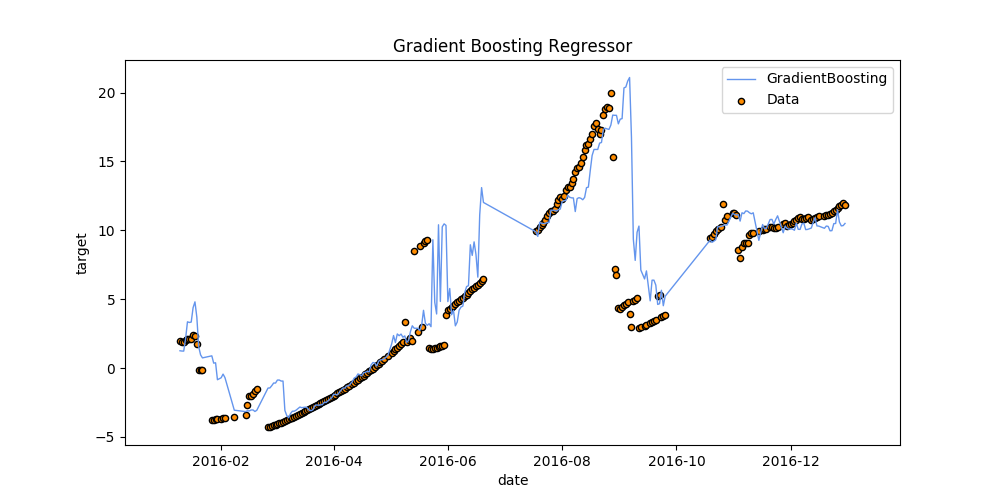 Gradient Boosting Regressor
GradientBoosting
Data
target
20
15
10
5
0
−5
2016-02 2016-04 2016-06 2016-08 2016-10 2016-12
date